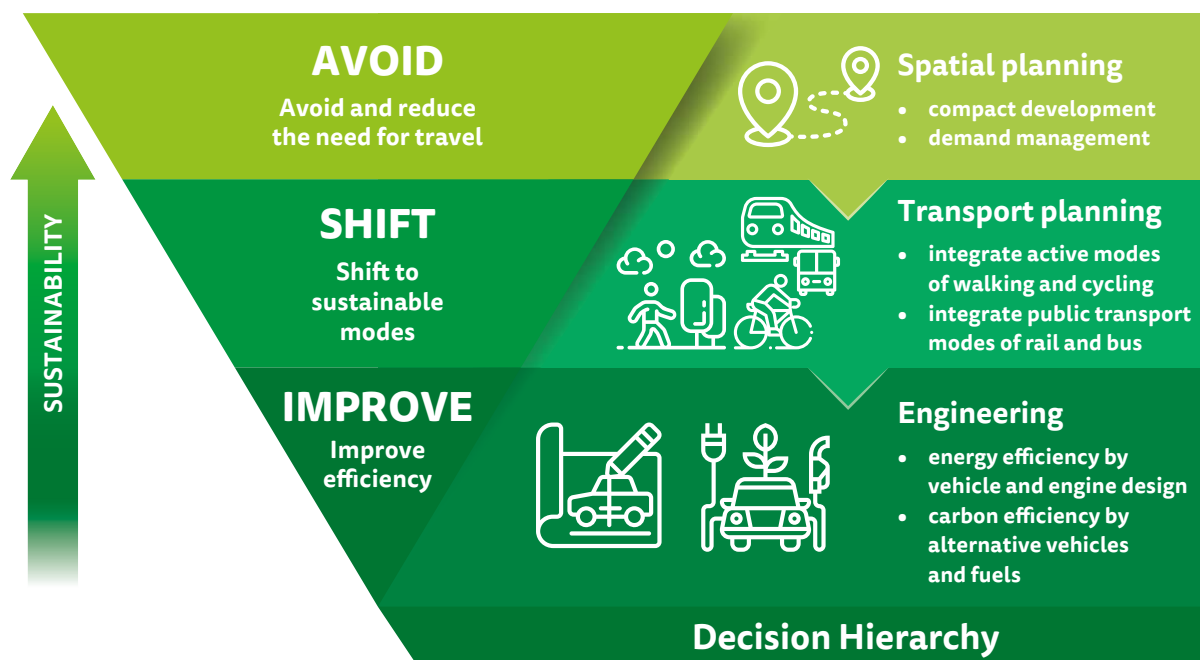 AVOID
Avoid and reduce
the need for travel
Spatial planning
• compact development
• demand management
SUSTAINABILITY
SHIFT
Shift to
sustainable
modes
Transport planning
• integrate active modes
of walking and cycling
• integrate public transport
modes of rail and bus
IMPROVE
Improve
efficiency
Engineering
• energy efficiency by
vehicle and engine design
• carbon efficiency by
alternative vehicles
and fuels
Decision Hierarchy